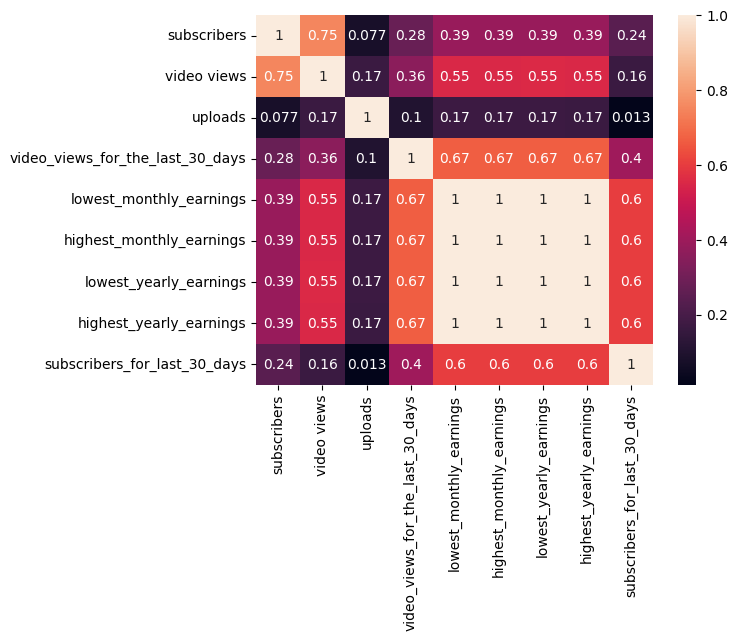 subscribers 1 0.75 0.077 0.28 0.39 0.39 0.39 0.39 0.24
video views 0.75 1 0.17 0.36 0.55 0.55 0.55 0.55 0.16
uploads 0.077 0.17 1 0.1 0.17 0.17 0.17 0.17 0.013
video_views_for_the_last_30_days 0.28 0.36 0.1 1 0.67 0.67 0.67 0.67 0.4
lowest_monthly_earnings 0.39 0.55 0.17 0.67 1 1 1 1 0.6
highest_monthly_earnings 0.39 0.55 0.17 0.67 1 1 1 1 0.6
lowest_yearly_earnings 0.39 0.55 0.17 0.67 1 1 1 1 0.6
highest_yearly_earnings 0.39 0.55 0.17 0.67 1 1 1 1 0.6
subscribers_for_last_30_days 0.24 0.16 0.013 0.4 0.6 0.6 0.6 0.6 1
subscribers
video views
uploads
video_views_for_the_last_30_days
lowest_monthly_earnings
highest_monthly_earnings
lowest_yearly_earnings
highest_yearly_earnings
subscribers_for_last_30_days
1.0
0.8
0.6
0.4
0.2